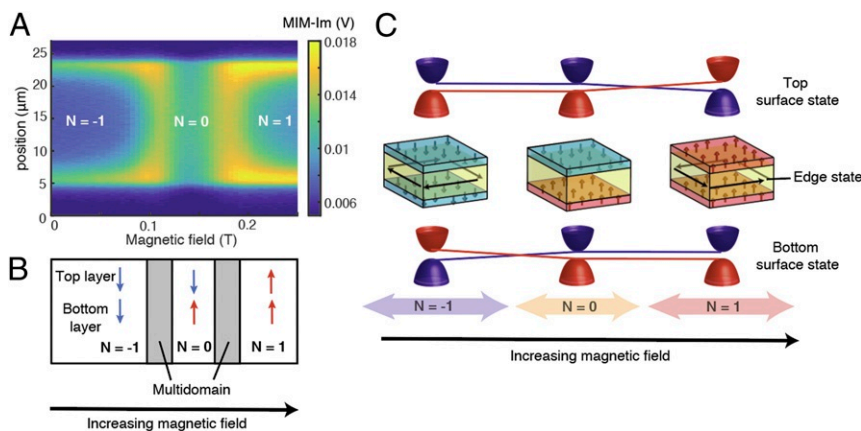 A
MIM-Im (V)
25
20
15
10
5
0
position (µm)
N = -1
N = 0
N = 1
0
0.1
0.2
Magnetic field (T)
0.018
0.014
0.01
0.006
B
Top layer
Bottom
layer
N = -1
N = 0
N = 1
Multidomain
Increasing magnetic field
C
Top
surface state
Edge state
Bottom
surface state
N = -1
N = 0
N = 1
Increasing magnetic field